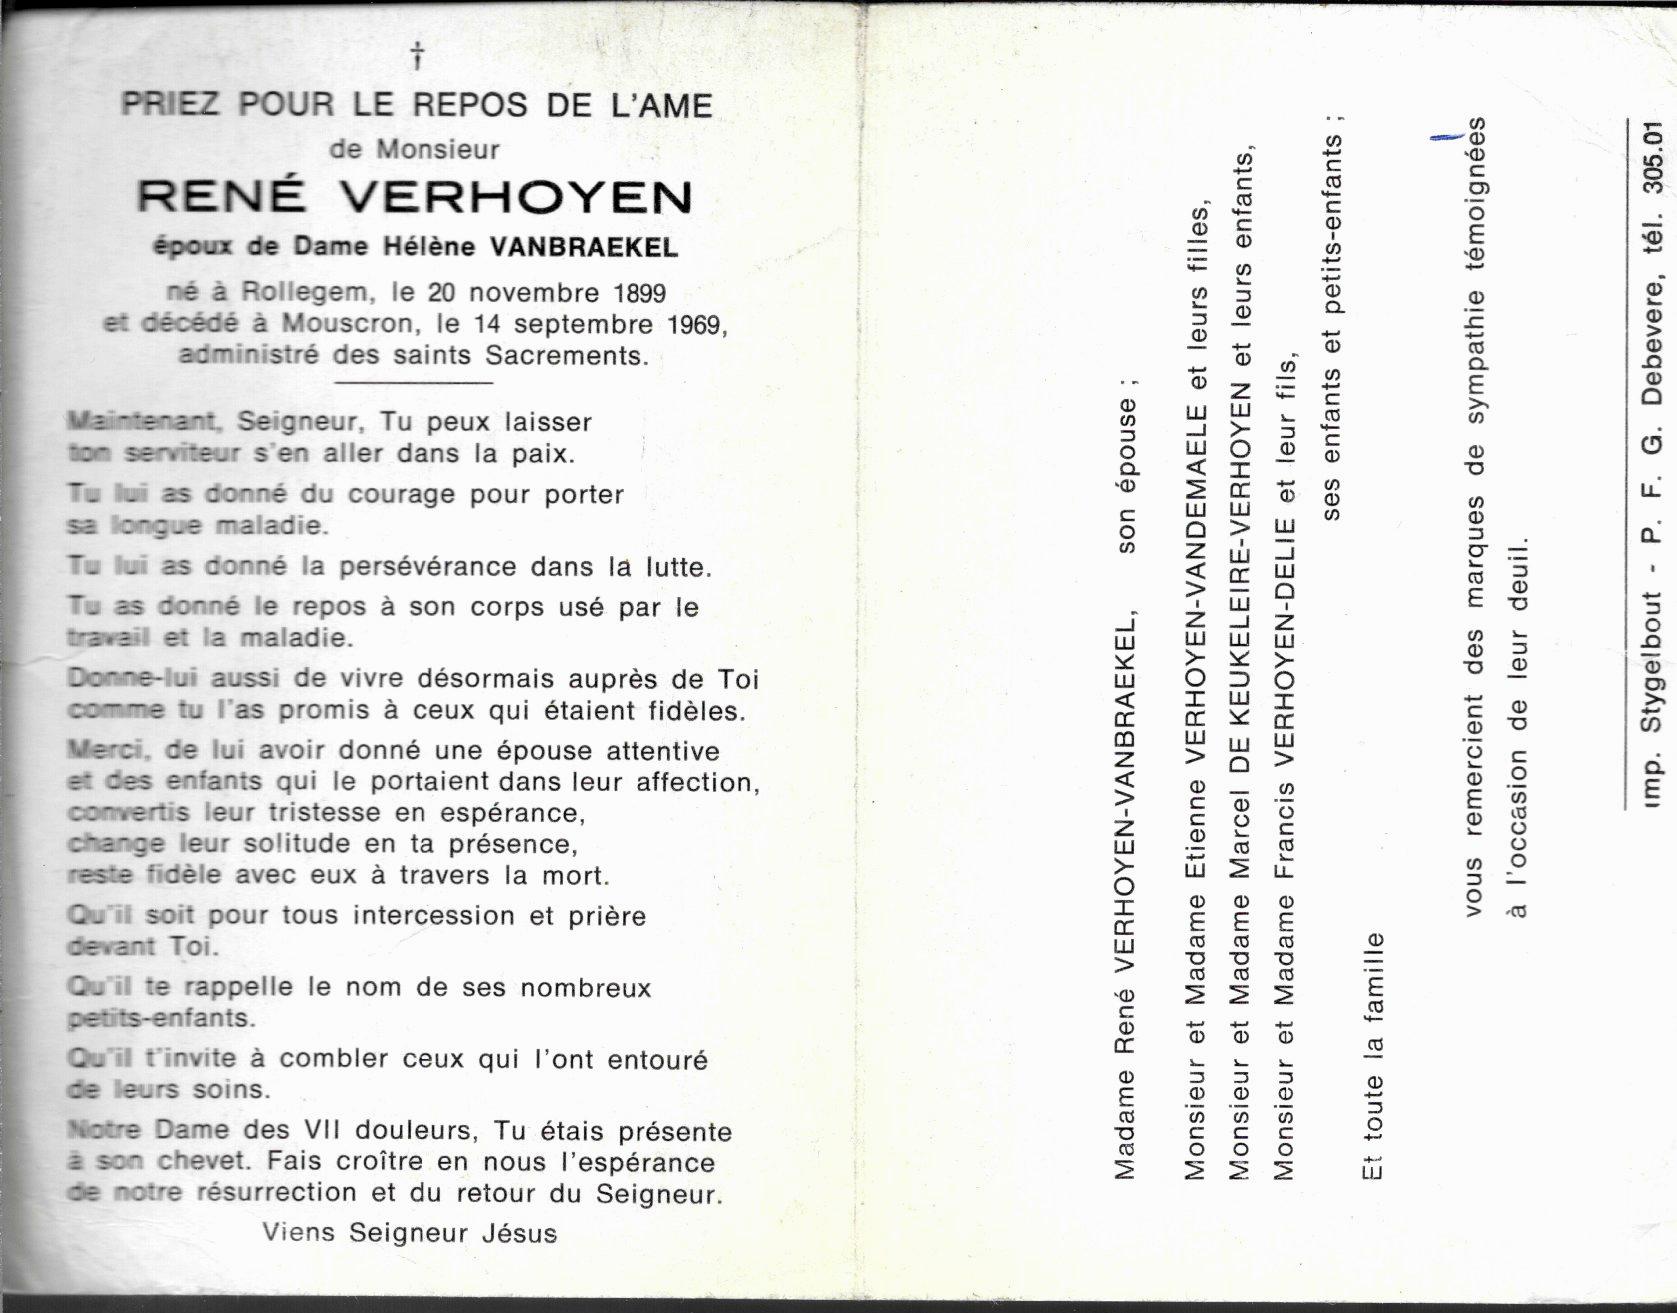 †
PRIEZ POUR LE REPOS DE L'AME
de Monsieur
RENÉ VERHOYEN
époux de Dame Hélène VANBRAEKEL
né à Rollegem, le 20 novembre 1899
et décédé à Mouscron, le 14 septembre 1969,
administré des saints Sacrements.
Maintenant, Seigneur, Tu peux laisser
ton serviteur s'en aller dans la paix.
Tu lui as donné du courage pour porter
sa longue maladie.
Tu lui as donné la persévérance dans la lutte.
Tu as donné le repos à son corps usé par le
travail et la maladie.
Donne-lui aussi de vivre désormais auprès de Toi
comme tu l'as promis à ceux qui étaient fidèles.
Merci, de lui avoir donné une épouse attentive
et des enfants qui le portaient dans leur affection,
convertis leur tristesse en espérance,
change leur solitude en ta présence,
reste fidèle avec eux à travers la mort.
Qu'il soit pour tous intercession et prière
devant Toi.
Qu'il te rappelle le nom de ses nombreux
petits-enfants.
Qu'il t'invite à combler ceux qui l'ont entouré
de leurs soins.
Notre Dame des VII douleurs, Tu étais présente
à son chevet. Fais croître en nous l'espérance
de notre résurrection et du retour du Seigneur.
Viens Seigneur Jésus
Madame René VERHOYEN-VANBRAEKEL, son épouse ;
Monsieur et Madame Etienne VERHOYEN-VANDEMAELE et leurs filles,
Monsieur et Madame Marcel DE KEUKELEIRE-VERHOYEN et leurs enfants,
Monsieur et Madame Francis VERHOYEN-DELIE et leur fils,
ses enfants et petits-enfants ;
Et toute la famille
vous remercient des marques de sympathie témoignées
à l'occasion de leur deuil.
Imp. Stygelbout - P. F. G. Debevere, tél. 305.01